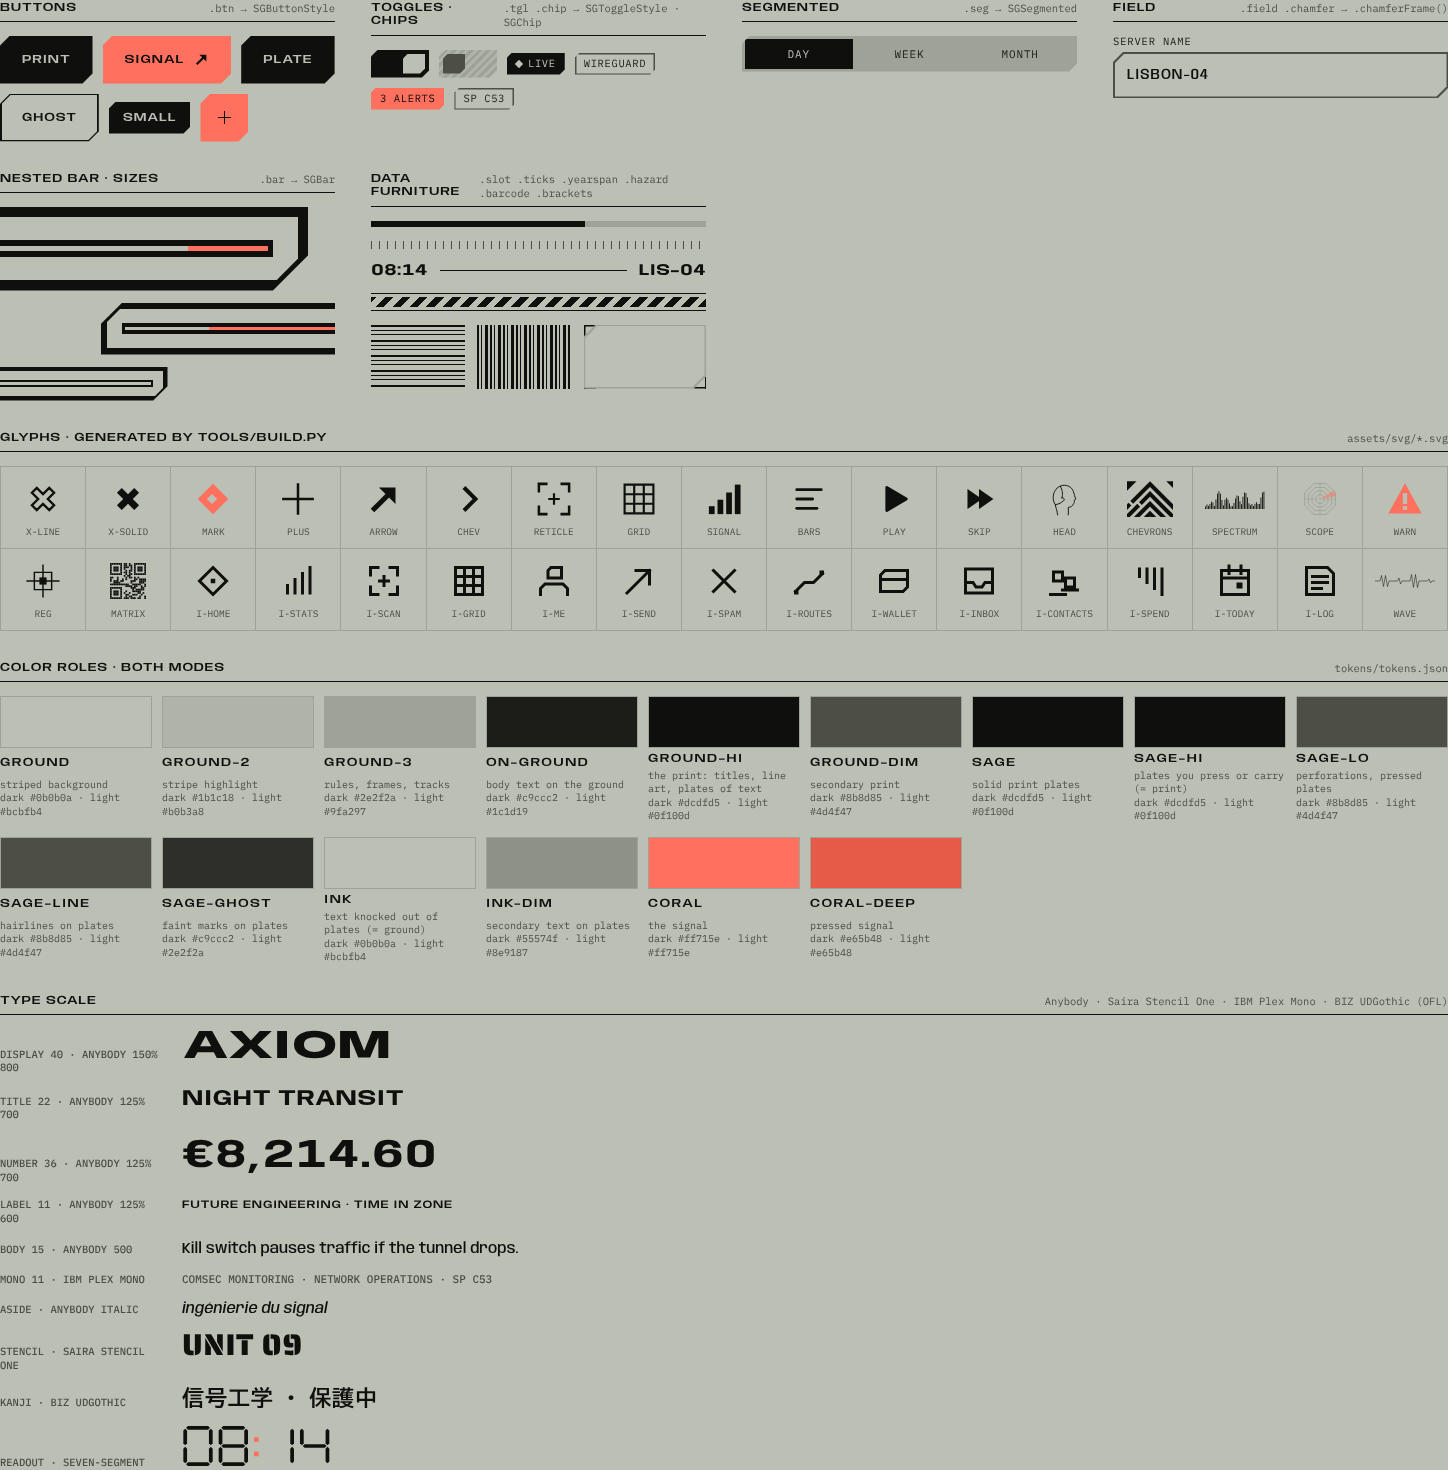 BUTTONS
.btn → SGButtonStyle
PRINT
SIGNAL
PLATE
GHOST
SMALL
TOGGLES ·
CHIPS
.tgl .chip → SGToggleStyle ·
SGChip
LIVE
WIREGUARD
3 ALERTS
SP C53
SEGMENTED
.seg → SGSegmented
DAY
WEEK
MONTH
FIELD
.field .chamfer → .chamferFrame()
SERVER NAME
LISBON-04
NESTED BAR · SIZES
.bar → SGBar
DATA
FURNITURE
.slot .ticks .yearspan .hazard
.barcode .brackets
08:14
LIS-04
GLYPHS · GENERATED BY TOOLS/BUILD.PY
assets/svg/*.svg
X-LINE
X-SOLID
MARK
PLUS
ARROW
CHEV
RETICLE
GRID
SIGNAL
BARS
PLAY
SKIP
HEAD
CHEVRONS
SPECTRUM
SCOPE
WARN
REG
MATRIX
I-HOME
I-STATS
I-SCAN
I-GRID
I-ME
I-SEND
I-SPAM
I-ROUTES
I-WALLET
I-INBOX
I-CONTACTS
I-SPEND
I-TODAY
I-LOG
WAVE
COLOR ROLES · BOTH MODES
tokens/tokens.json
GROUND
striped background
dark #0b0b0a · light
#bcbfb4
GROUND-2
stripe highlight
dark #1b1c18 · light
#b0b3a8
GROUND-3
rules, frames, tracks
dark #2e2f2a · light
#9fa297
ON-GROUND
body text on the ground
dark #c9ccc2 · light
#1c1d19
GROUND-HI
the print: titles, line
art, plates of text
dark #dcdfd5 · light
#0f100d
GROUND-DIM
secondary print
dark #8b8d85 · light
#4d4f47
SAGE
solid print plates
dark #dcdfd5 · light
#0f100d
SAGE-HI
plates you press or carry
(= print)
dark #dcdfd5 · light
#0f100d
SAGE-LO
perforations, pressed
plates
dark #8b8d85 · light
#4d4f47
SAGE-LINE
hairlines on plates
dark #8b8d85 · light
#4d4f47
SAGE-GHOST
faint marks on plates
dark #c9ccc2 · light
#2e2f2a
INK
text knocked out of
plates (= ground)
dark #0b0b0a · light
#bcbfb4
INK-DIM
secondary text on plates
dark #55574f · light
#8e9187
CORAL
the signal
dark #ff715e · light
#ff715e
CORAL-DEEP
pressed signal
dark #e65b48 · light
#e65b48
TYPE SCALE
Anybody · Saira Stencil One · IBM Plex Mono · BIZ UDGothic (OFL)
DISPLAY 40 · ANYBODY 150%
800
AXIOM
TITLE 22 · ANYBODY 125%
700
NIGHT TRANSIT
NUMBER 36 · ANYBODY 125%
700
€8,214.60
LABEL 11 · ANYBODY 125%
600
FUTURE ENGINEERING · TIME IN ZONE
BODY 15 · ANYBODY 500
Kill switch pauses traffic if the tunnel drops.
MONO 11 · IBM PLEX MONO
COMSEC MONITORING · NETWORK OPERATIONS · SP C53
ASIDE · ANYBODY ITALIC
ingénierie du signal
STENCIL · SAIRA STENCIL
ONE
UNIT 09
KANJI · BIZ UDGOTHIC
信号工学 · 保護中
READOUT · SEVEN-SEGMENT
08:14